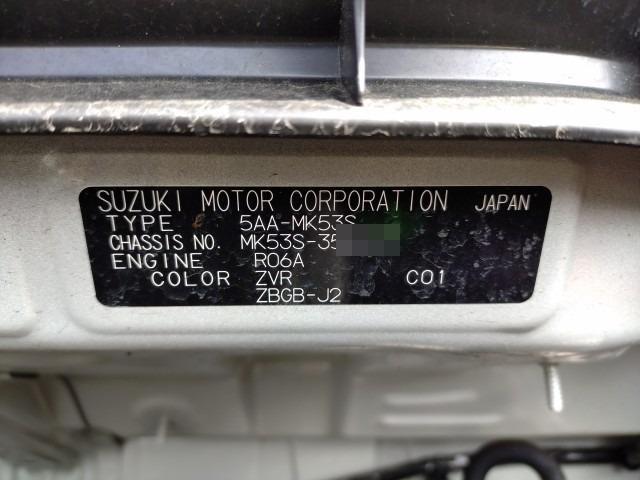 SUZUKI MOTOR CORPORATION JAPAN
TYPE 5AA-MK53S
CHASSIS NO. MK53S-35
ENGINE R06A
COLOR ZVR C01
ZBGB-J2